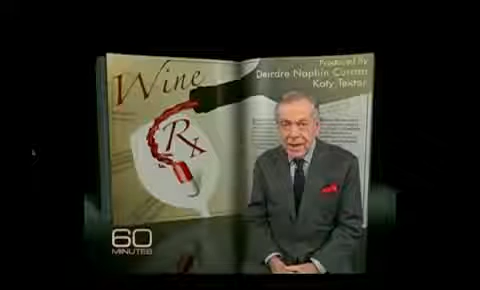 Wine
Rx
Produced By
Deirdre Naphin Curran
Katy Textor
60
MINUTES